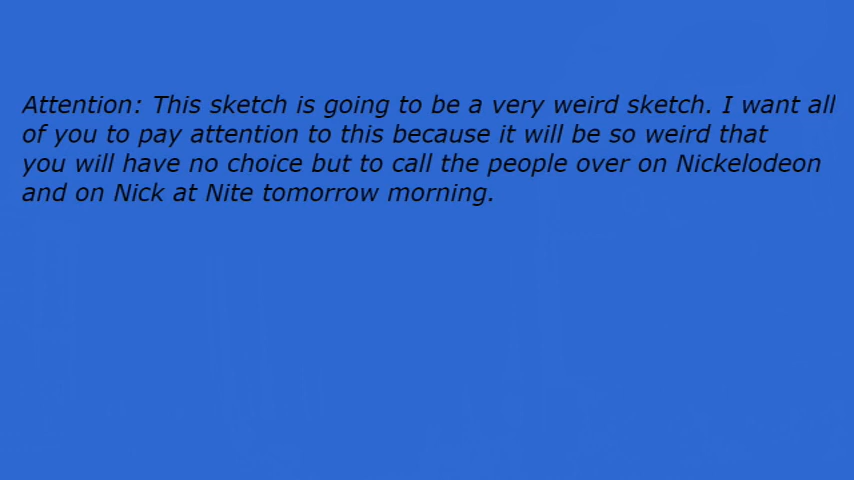 Attention: This sketch is going to be a very weird sketch. I want all
of you to pay attention to this because it will be so weird that
you will have no choice but to call the people over on Nickelodeon
and on Nick at Nite tomorrow morning.